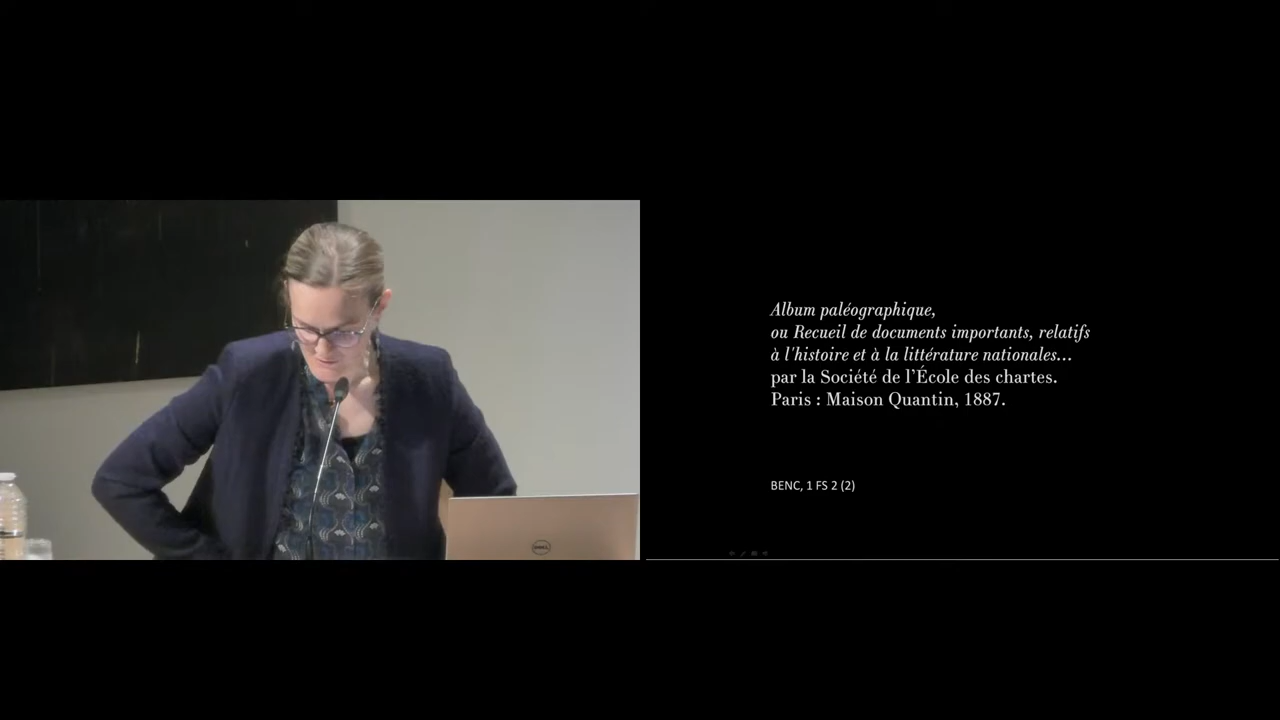 Album paléographique,
ou Recueil de documents importants, relatifs
à l'histoire et à la littérature nationales...
par la Société de l'École des chartes.
Paris : Maison Quantin, 1887.
BENC, 1 FS 2 (2)
DELL